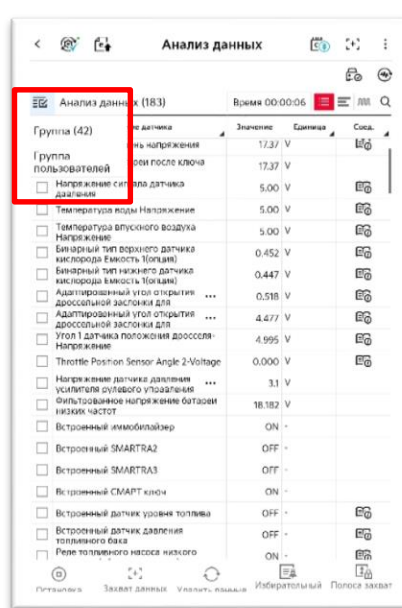 Анализ данных
Анализ данных (183)
Время 00:00:06
Группа (42)
Группа
пользователей
е датчика
Значение
Единица
Соед.
нь напряжения
17.37 V
реи после ключа
17.37 V
Напряжение сигнала датчика
давления
5.00 V
Температура воды Напряжение
5.00 V
Температура впускного воздуха
Напряжение
5.00 V
Бинарный тип верхнего датчика
кислорода Емкость 1(опция)
0.452 V
Бинарный тип нижнего датчика
кислорода Емкость 1(опция)
0.447 V
Адаптированный угол открытия
дроссельной заслонки для
...
0.518 V
Адаптированный угол открытия
дроссельной заслонки для
...
4.477 V
Угол 1 датчика положения дросселя-
Напряжение
4.995 V
Throttle Position Sensor Angle 2-Voltage
0.000 V
Напряжение датчика давления
усилителя рулевого управления
...
3.1 V
Фильтрованное напряжение батареи
низких частот
18.182 V
Встроенный иммобилайзер
ON -
Встроенный SMARTRA2
OFF -
Встроенный SMARTRA3
OFF -
Встроенный СМАРТ ключ
ON -
Встроенный датчик уровня топлива
OFF -
Встроенный датчик давления
топливного бака
OFF -
Реле топливного насоса низкого
ON -
Остановка
Захват данных
Удалить данные
Избирательный
Полоса захват